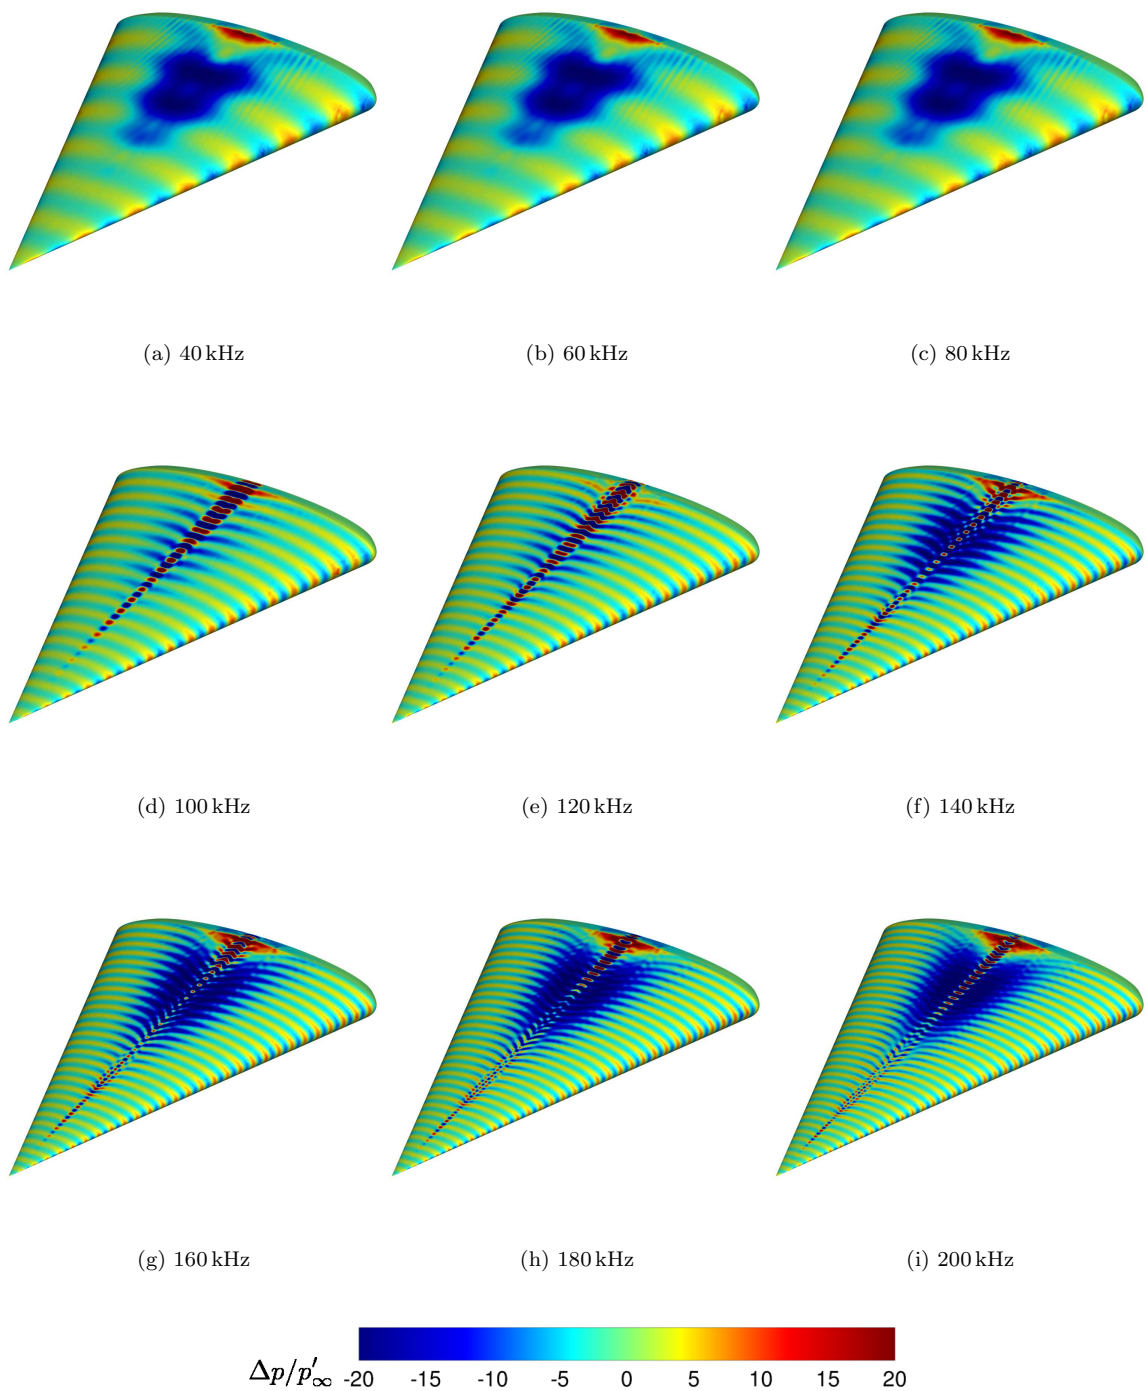 (a) 40 kHz (b) 60 kHz (c) 80 kHz
(d) 100 kHz (e) 120 kHz (f) 140 kHz
(g) 160 kHz (h) 180 kHz (i) 200 kHz
Δp/p′∞ -20 -15 -10 -5 0 5 10 15 20